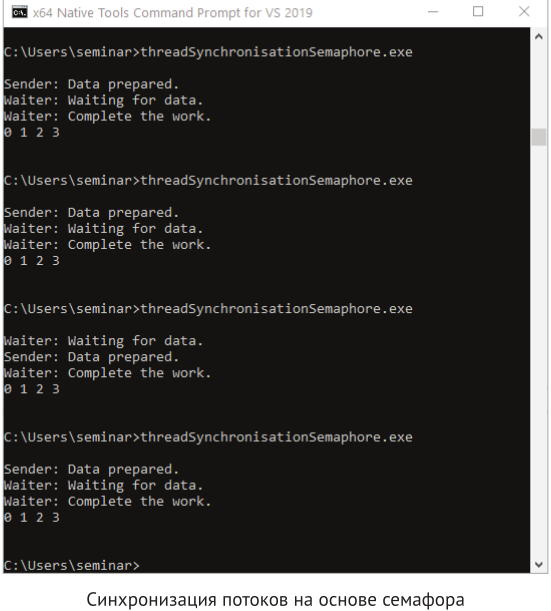 x64 Native Tools Command Prompt for VS 2019
C:\Users\seminar>threadSynchronisationSemaphore.exe
Sender: Data prepared.
Waiter: Waiting for data.
Waiter: Complete the work.
0 1 2 3
C:\Users\seminar>threadSynchronisationSemaphore.exe
Sender: Data prepared.
Waiter: Waiting for data.
Waiter: Complete the work.
0 1 2 3
C:\Users\seminar>threadSynchronisationSemaphore.exe
Waiter: Waiting for data.
Sender: Data prepared.
Waiter: Complete the work.
0 1 2 3
C:\Users\seminar>threadSynchronisationSemaphore.exe
Sender: Data prepared.
Waiter: Waiting for data.
Waiter: Complete the work.
0 1 2 3
C:\Users\seminar>
Синхронизация потоков на основе семафора